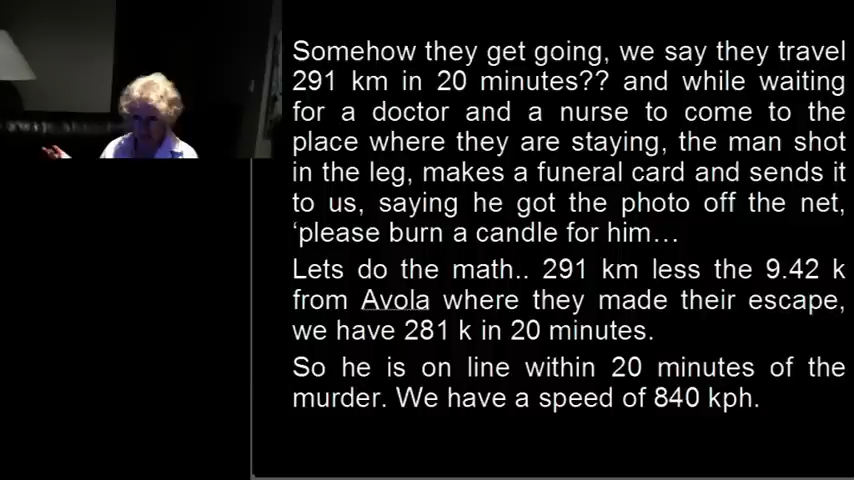 Somehow they get going, we say they travel
291 km in 20 minutes?? and while waiting
for a doctor and a nurse to come to the
place where they are staying, the man shot
in the leg, makes a funeral card and sends it
to us, saying he got the photo off the net,
‘please burn a candle for him…
Lets do the math.. 291 km less the 9.42 k
from Avola where they made their escape,
we have 281 k in 20 minutes.
So he is on line within 20 minutes of the
murder. We have a speed of 840 kph.